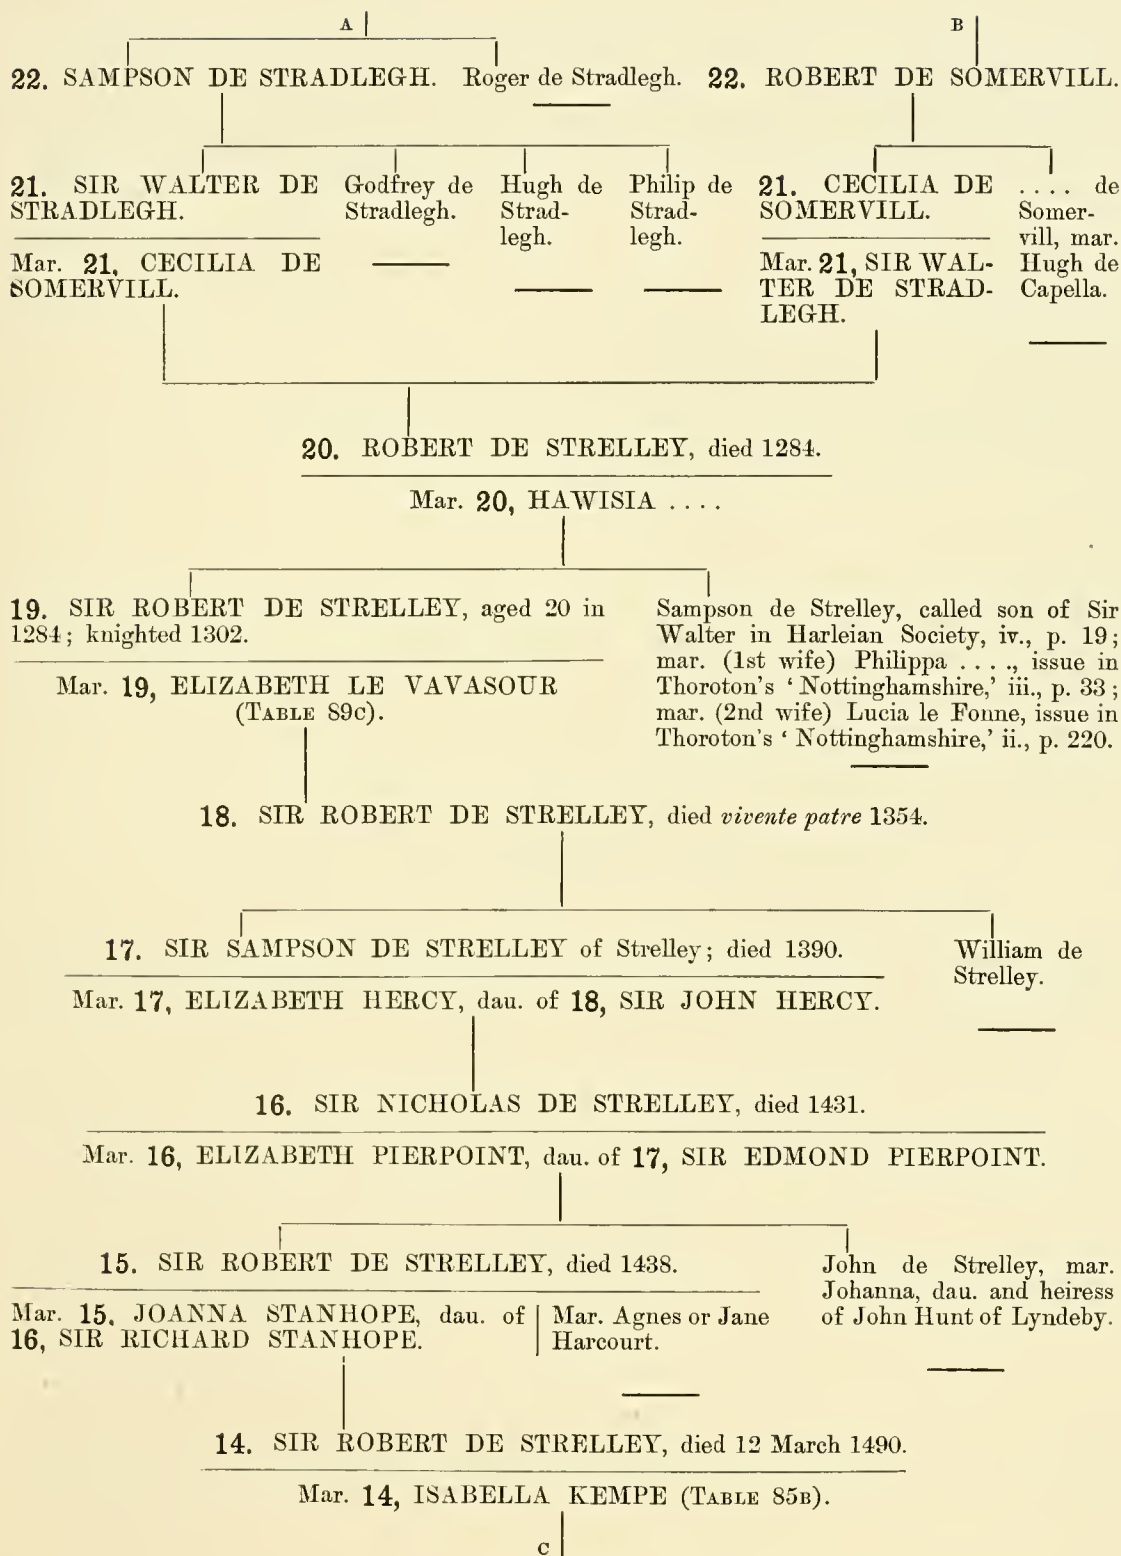 A B
22. SAMPSON DE STRADLEGH. Roger de Stradlegh. 22. ROBERT DE SOMERVILL.
21. SIR WALTER DE STRADLEGH.
Mar. 21, CECILIA DE SOMERVILL.
Godfrey de
Stradlegh.
Hugh de
Strad-
legh.
Philip de
Strad-
legh.
21. CECILIA DE
SOMERVILL.
Mar. 21, SIR WAL-
TER DE STRAD-
LEGH.
. . . . de
Somer-
vill, mar.
Hugh de
Capella.
20. ROBERT DE STRELLEY, died 1284.
Mar. 20, HAWISIA . . . .
19. SIR ROBERT DE STRELLEY, aged 20 in
1284; knighted 1302.
Mar. 19, ELIZABETH LE VAVASOUR
(TABLE 89C).
Sampson de Strelley, called son of Sir
Walter in Harleian Society, iv., p. 19;
mar. (1st wife) Philippa . . . ., issue in
Thoroton's ‘Nottinghamshire,’ iii., p. 33;
mar. (2nd wife) Lucia le Fonne, issue in
Thoroton's ‘Nottinghamshire,’ ii., p. 220.
18. SIR ROBERT DE STRELLEY, died vivente patre 1354.
17. SIR SAMPSON DE STRELLEY of Strelley; died 1390.
Mar. 17, ELIZABETH HERCY, dau. of 18, SIR JOHN HERCY.
William de
Strelley.
16. SIR NICHOLAS DE STRELLEY, died 1431.
Mar. 16, ELIZABETH PIERPOINT, dau. of 17, SIR EDMOND PIERPOINT.
15. SIR ROBERT DE STRELLEY, died 1438.
Mar. 15, JOANNA STANHOPE, dau. of
16, SIR RICHARD STANHOPE.
Mar. Agnes or Jane
Harcourt.
John de Strelley, mar.
Johanna, dau. and heiress
of John Hunt of Lyndeby.
14. SIR ROBERT DE STRELLEY, died 12 March 1490.
Mar. 14, ISABELLA KEMPE (TABLE 85B).
C